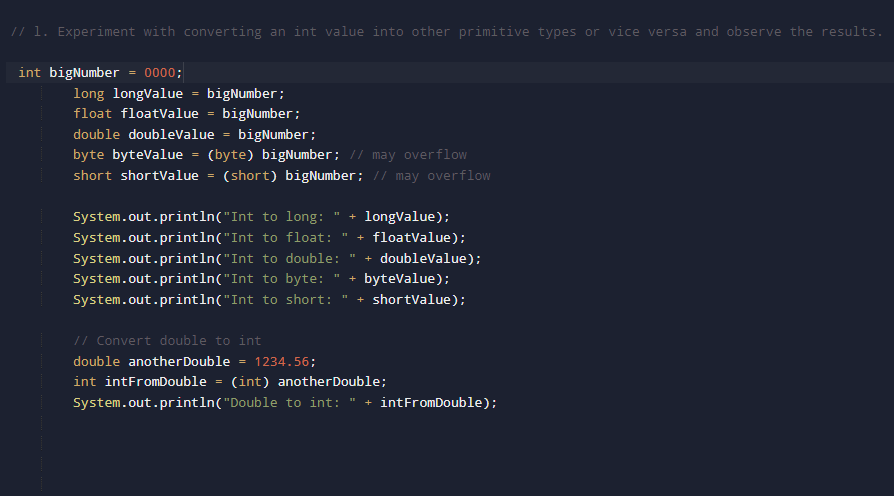 // l. Experiment with converting an int value into other primitive types or vice versa and observe the results.
int bigNumber = 0000;
long longValue = bigNumber;
float floatValue = bigNumber;
double doubleValue = bigNumber;
byte byteValue = (byte) bigNumber; // may overflow
short shortValue = (short) bigNumber; // may overflow
System.out.println("Int to long: " + longValue);
System.out.println("Int to float: " + floatValue);
System.out.println("Int to double: " + doubleValue);
System.out.println("Int to byte: " + byteValue);
System.out.println("Int to short: " + shortValue);
// Convert double to int
double anotherDouble = 1234.56;
int intFromDouble = (int) anotherDouble;
System.out.println("Double to int: " + intFromDouble);